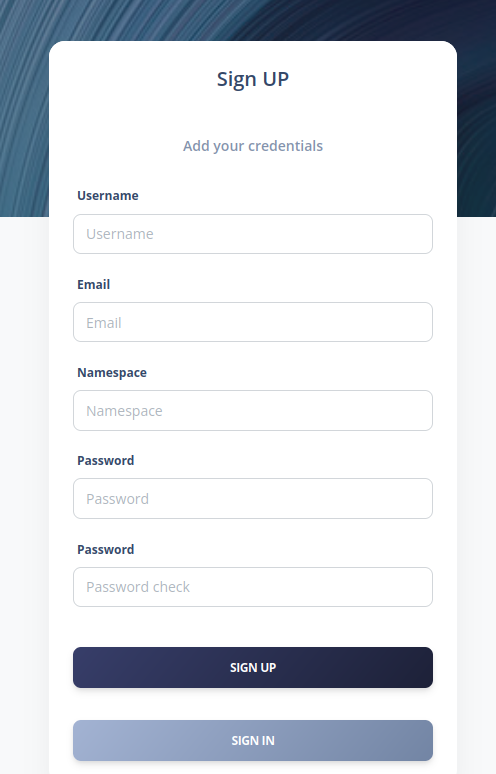 Sign UP
Add your credentials
Username
Username
Email
Email
Namespace
Namespace
Password
Password
Password
Password check
SIGN UP
SIGN IN